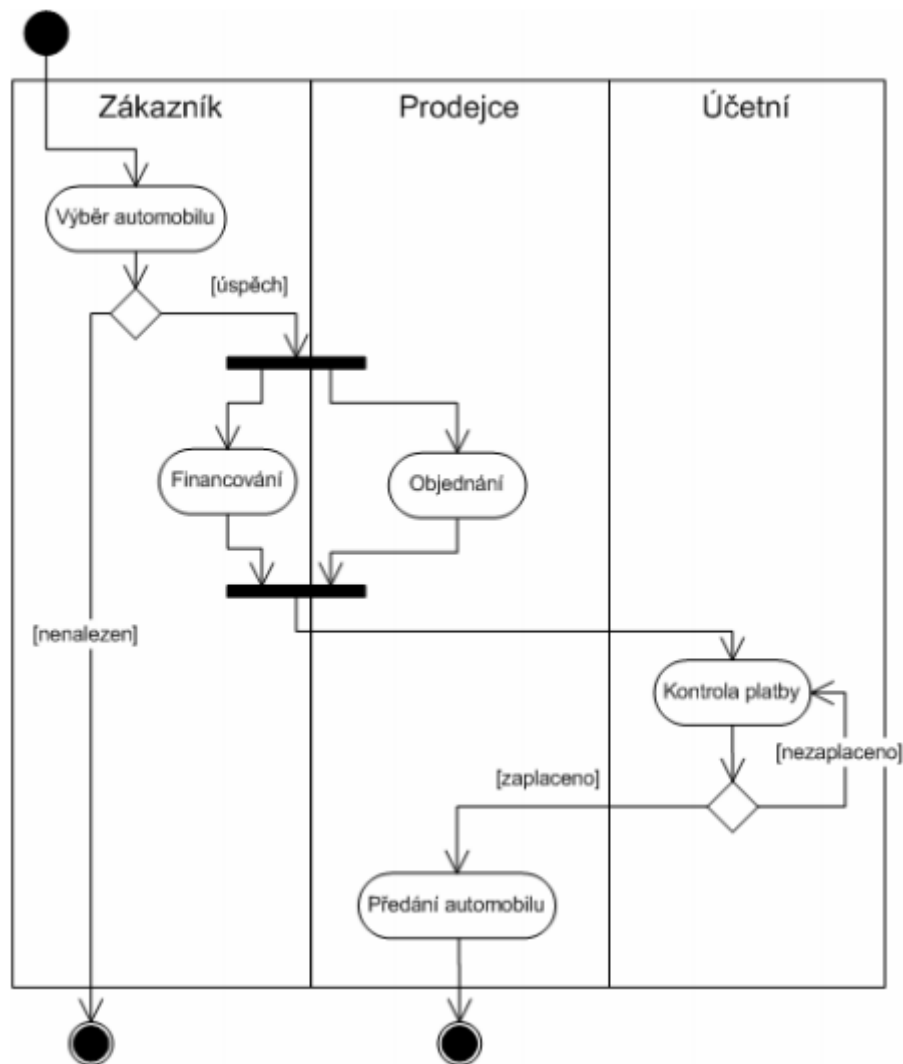 Zákazník
Prodejce
Účetní
Výběr automobilu
[úspěch]
Financování
Objednání
[nenalezen]
Kontrola platby
[nezaplaceno]
[zaplaceno]
Předání automobilu